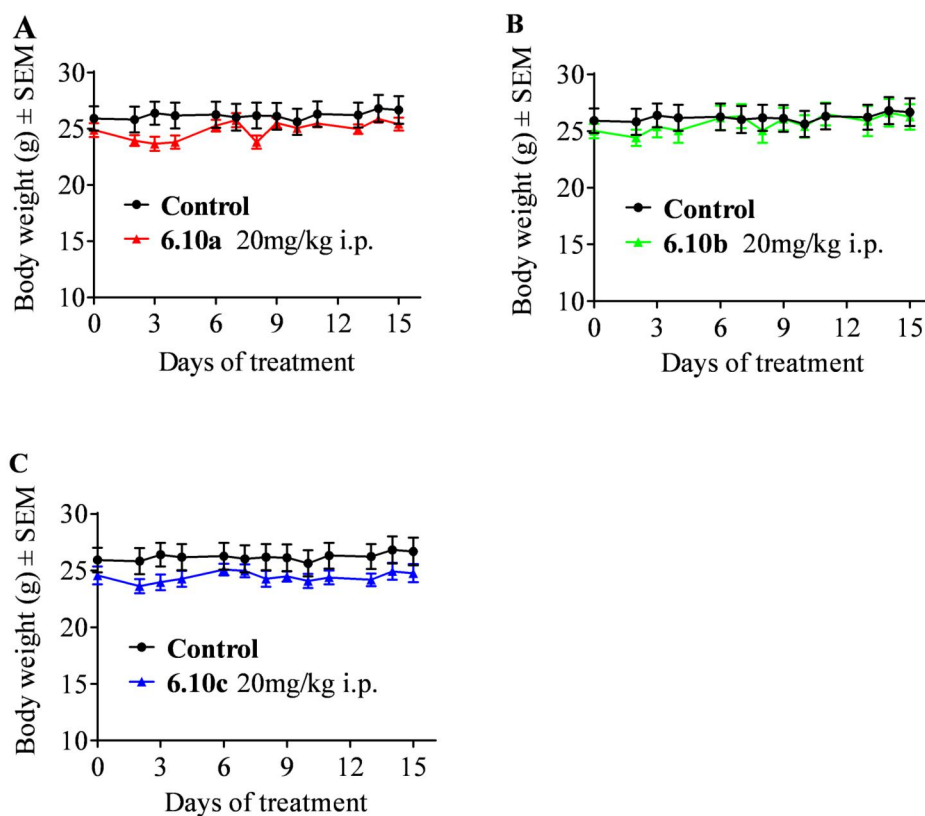 A
Body weight (g) ± SEM
30
25
20
15
10
0 3 6 9 12 15
Days of treatment
Control
6.10a 20mg/kg i.p.
B
Body weight (g) ± SEM
30
25
20
15
10
0 3 6 9 12 15
Days of treatment
Control
6.10b 20mg/kg i.p.
C
Body weight (g) ± SEM
30
25
20
15
10
0 3 6 9 12 15
Days of treatment
Control
6.10c 20mg/kg i.p.